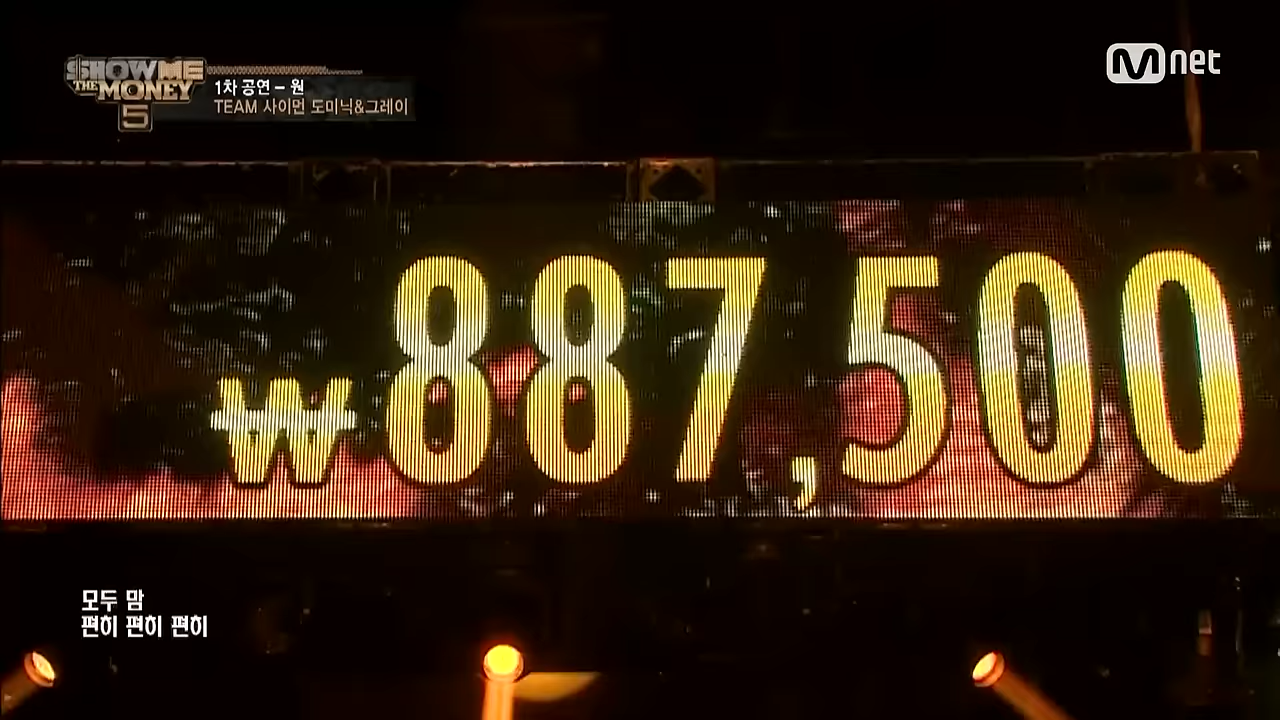 SHOW ME
THE MONEY
5
1차 공연 – 원
TEAM 사이먼 도미닉&그레이
Mnet
₩887,500
모두 맘
편히 편히 편히